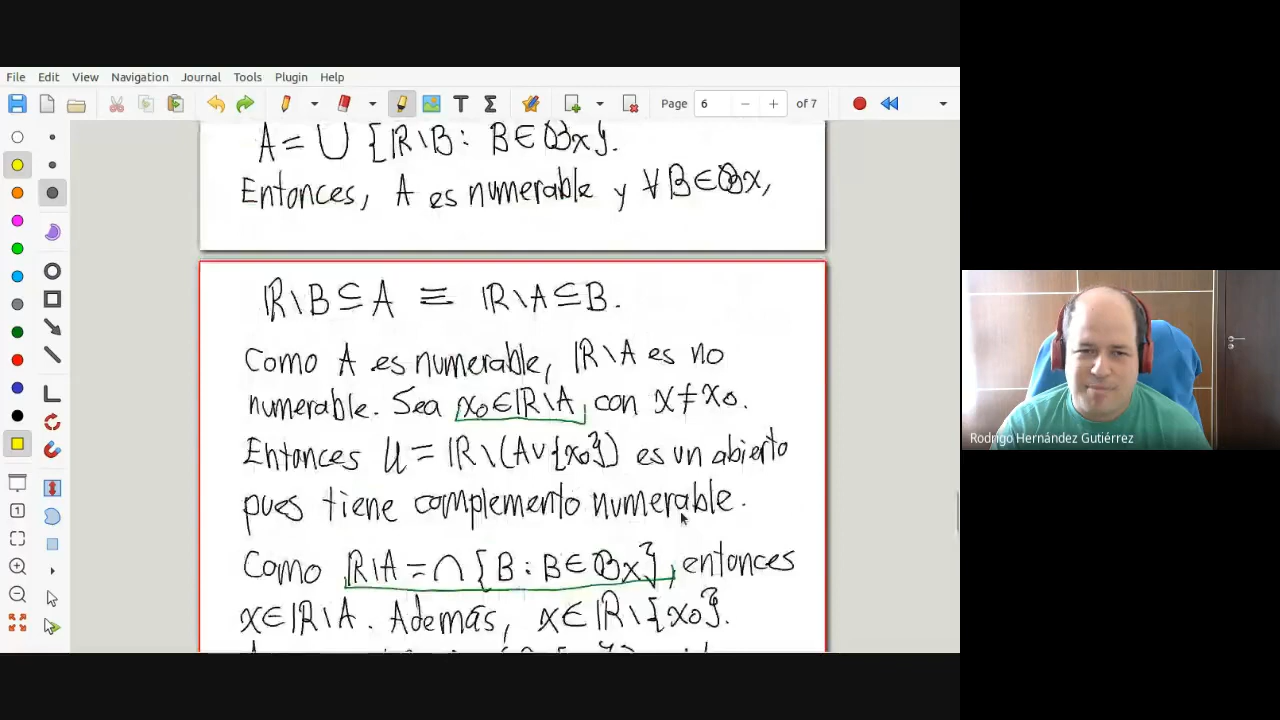 File Edit View Navigation Journal Tools Plugin Help
Page 6 of 7
A = ∪ {ℝ\B : B∈ℬx}.
Entonces, A es numerable y ∀B∈ℬx,
ℝ\B ⊆ A ≡ ℝ\A ⊆ B.
Como A es numerable, ℝ\A es no
numerable. Sea x₀∈ℝ\A, con x≠x₀.
Entonces U = ℝ\(A∪{x₀}) es un abierto
pues tiene complemento numerable.
Como ℝ\A = ∩ {B : B∈ℬx}, entonces
x∈ℝ\A. Además, x∈ℝ\{x₀}.
Rodrigo Hernández Gutiérrez